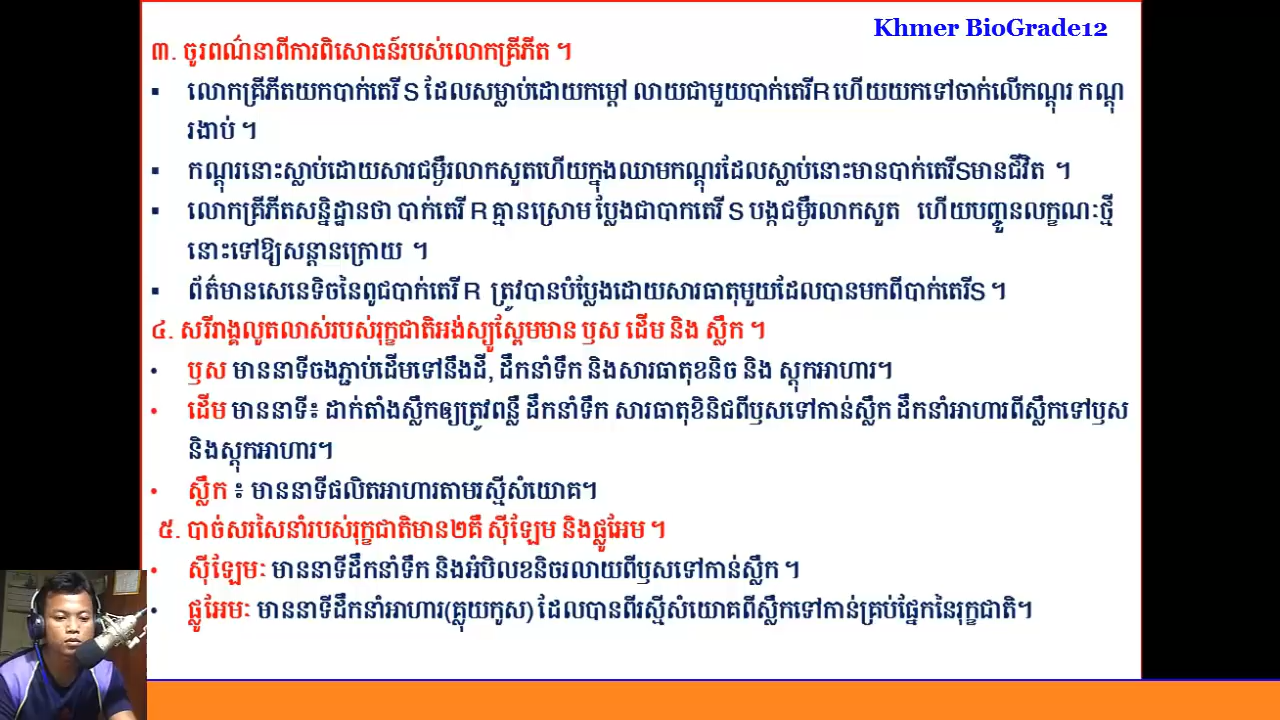 Khmer BioGrade12
៣. ចូរពណ៌នាពីការពិសោធន៍របស់លោកគ្រីភីត ។
▪ លោកគ្រីភីតយកបាក់តេរី S ដែលសម្លាប់ដោយកម្ដៅ លាយជាមួយបាក់តេរីR ហើយយកទៅចាក់លើកណ្ដុរ កណ្ដុ
រងាប់ ។
▪ កណ្ដុរនោះស្លាប់ដោយសារជម្ងឺរលាកសួតហើយក្នុងឈាមកណ្ដុរដែលស្លាប់នោះមានបាក់តេរីSមានជីវិត ។
▪ លោកគ្រីភីតសន្និដ្ឋានថា បាក់តេរី R គ្មានស្រោម ប្លែងជាបាកតេរី S បង្កជម្ងឺរលាកសួត ហើយបញ្ជូនលក្ខណៈថ្មី
នោះទៅឱ្យសន្តានក្រោយ ។
▪ ព័ត៌មានសេនេទិចនៃពូជបាក់តេរី R ត្រូវបានបំប្លែងដោយសារធាតុមួយដែលបានមកពីបាក់តេរីS ។
៤. សរីរាង្គលូតលាស់របស់រុក្ខជាតិអង់ស្យូស្ពែមមាន ឫស ដើម និង ស្លឹក ។
• ឫស មាននាទីចងភ្ជាប់ដើមទៅនឹងដី, ដឹកនាំទឹក និងសារធាតុខនិច និង ស្តុកអាហារ។
• ដើម មាននាទី៖ ដាក់តាំងស្លឹកឲ្យត្រូវពន្លឺ ដឹកនាំទឹក សារធាតុខិនិជពីឫសទៅកាន់ស្លឹក ដឹកនាំអាហារពីស្លឹកទៅឫស
និងស្តុកអាហារ។
• ស្លឹក ៖ មាននាទីផលិតអាហារតាមរស្មីសំយោគ។
៥. បាច់សរសៃនាំរបស់រុក្ខជាតិមាន២គឺ ស៊ីឡែម និងផ្លូអែម ។
• ស៊ីឡែមៈ មាននាទីដឹកនាំទឹក និងអំបិលខនិចរលាយពីឫសទៅកាន់ស្លឹក ។
• ផ្លូអែមៈ មាននាទីដឹកនាំអាហារ(គ្លុយកូស) ដែលបានពីរស្មីសំយោគពីស្លឹកទៅកាន់គ្រប់ផ្នែកនៃរុក្ខជាតិ។